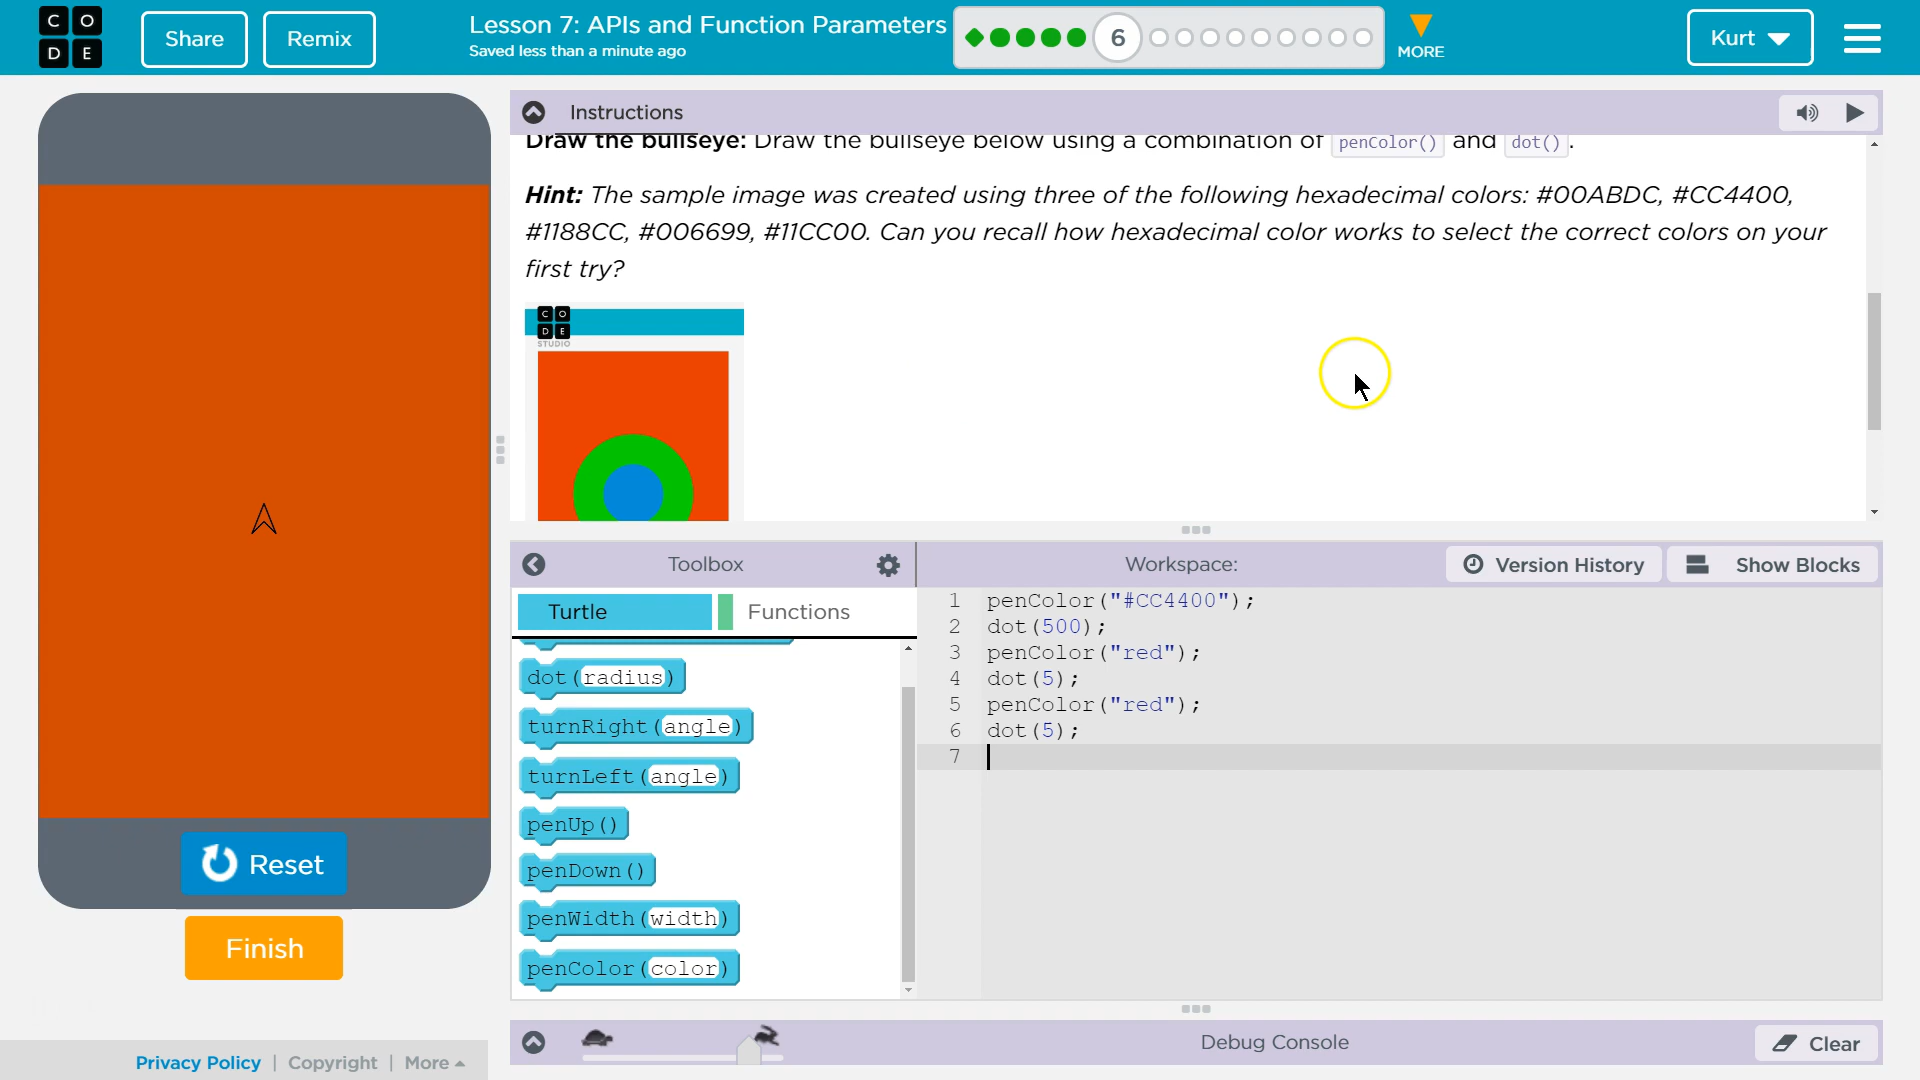 CODE
Share
Remix
Lesson 7: APIs and Function Parameters
Saved less than a minute ago
6
MORE
Kurt
Instructions
Draw the bullseye: Draw the bullseye below using a combination of penColor() and dot().
Hint: The sample image was created using three of the following hexadecimal colors: #00ABDC, #CC4400,
#1188CC, #006699, #11CC00. Can you recall how hexadecimal color works to select the correct colors on your
first try?
CODE
STUDIO
Toolbox
Workspace:
Version History
Show Blocks
Turtle
Functions
dot(radius)
turnRight(angle)
turnLeft(angle)
penUp()
penDown()
penWidth(width)
penColor(color)
1 penColor("#CC4400");
2 dot(500);
3 penColor("red");
4 dot(5);
5 penColor("red");
6 dot(5);
7
Reset
Finish
Debug Console
Clear
Privacy Policy | Copyright | More